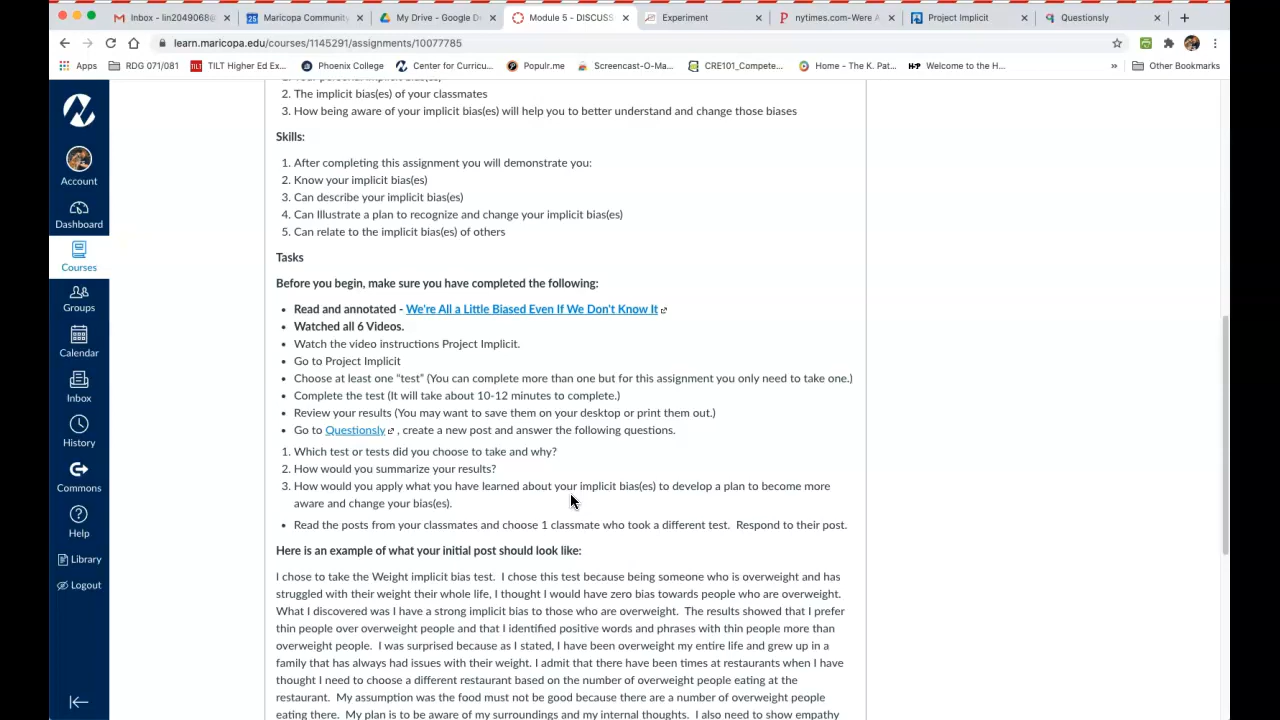 Inbox - lin2049068@
Maricopa Community
My Drive - Google D
Module 5 - DISCUSS
Experiment
nytimes.com-Were A
Project Implicit
Questionsly
learn.maricopa.edu/courses/1145291/assignments/10077785
Apps
RDG 071/081
TILT Higher Ed Ex...
Phoenix College
Center for Curricu...
Populr.me
Screencast-O-Ma...
CRE101_Compete...
Home - The K. Pat...
Welcome to the H...
Other Bookmarks
Account
Dashboard
Courses
Groups
Calendar
Inbox
History
Commons
Help
Library
Logout
2. The implicit bias(es) of your classmates
3. How being aware of your implicit bias(es) will help you to better understand and change those biases
Skills:
1. After completing this assignment you will demonstrate you:
2. Know your implicit bias(es)
3. Can describe your implicit bias(es)
4. Can Illustrate a plan to recognize and change your implicit bias(es)
5. Can relate to the implicit bias(es) of others
Tasks
Before you begin, make sure you have completed the following:
• Read and annotated - We're All a Little Biased Even If We Don't Know It
• Watched all 6 Videos.
• Watch the video instructions Project Implicit.
• Go to Project Implicit
• Choose at least one “test” (You can complete more than one but for this assignment you only need to take one.)
• Complete the test (It will take about 10-12 minutes to complete.)
• Review your results (You may want to save them on your desktop or print them out.)
• Go to Questionsly , create a new post and answer the following questions.
1. Which test or tests did you choose to take and why?
2. How would you summarize your results?
3. How would you apply what you have learned about your implicit bias(es) to develop a plan to become more
aware and change your bias(es).
• Read the posts from your classmates and choose 1 classmate who took a different test. Respond to their post.
Here is an example of what your initial post should look like:
I chose to take the Weight implicit bias test. I chose this test because being someone who is overweight and has
struggled with their weight their whole life, I thought I would have zero bias towards people who are overweight.
What I discovered was I have a strong implicit bias to those who are overweight. The results showed that I prefer
thin people over overweight people and that I identified positive words and phrases with thin people more than
overweight people. I was surprised because as I stated, I have been overweight my entire life and grew up in a
family that has always had issues with their weight. I admit that there have been times at restaurants when I have
thought I need to choose a different restaurant based on the number of overweight people eating at the
restaurant. My assumption was the food must not be good because there are a number of overweight people
eating there. My plan is to be aware of my surroundings and my internal thoughts. I also need to show empathy